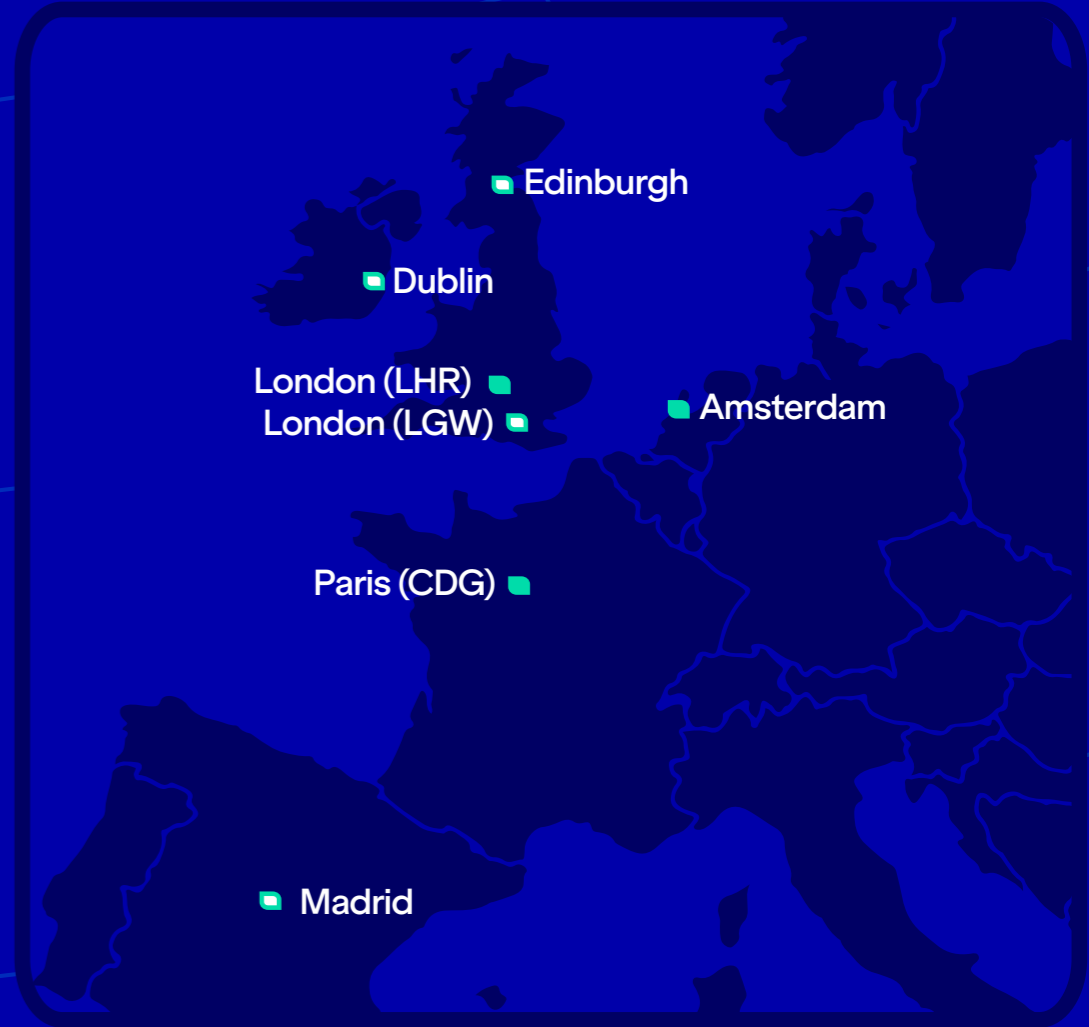 Edinburgh
Dublin
London (LHR)
London (LGW)
Amsterdam
Paris (CDG)
Madrid